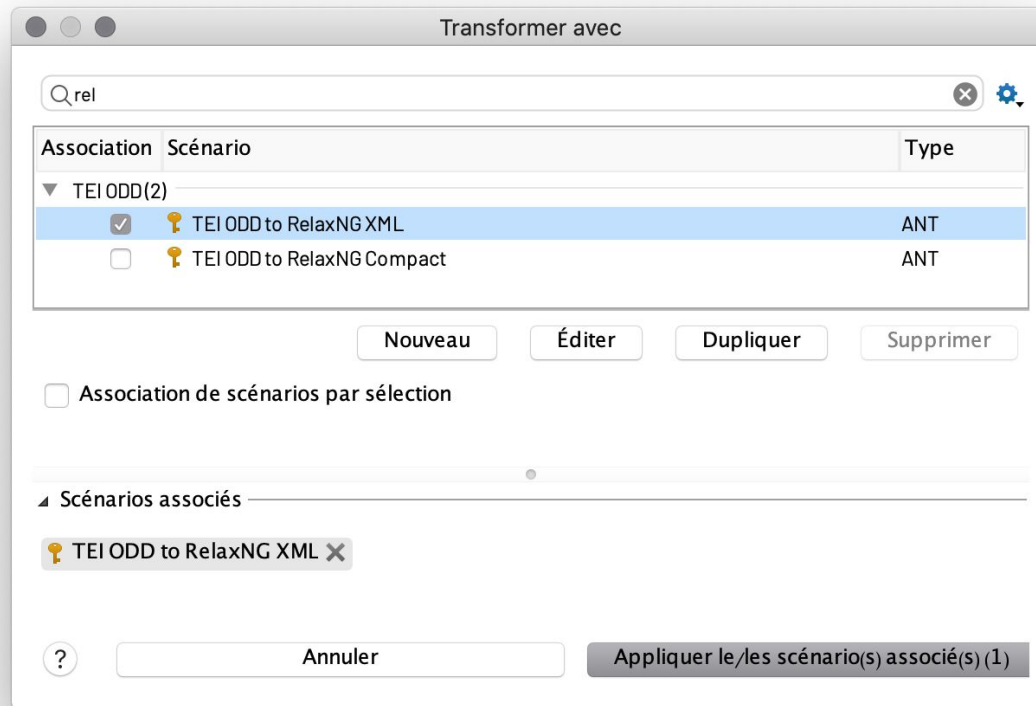 Transformer avec
rel
Association Scénario Type
TEI ODD (2)
TEI ODD to RelaxNG XML ANT
TEI ODD to RelaxNG Compact ANT
Nouveau Éditer Dupliquer Supprimer
Association de scénarios par sélection
Scénarios associés
TEI ODD to RelaxNG XML
? Annuler Appliquer le/les scénario(s) associé(s) (1)